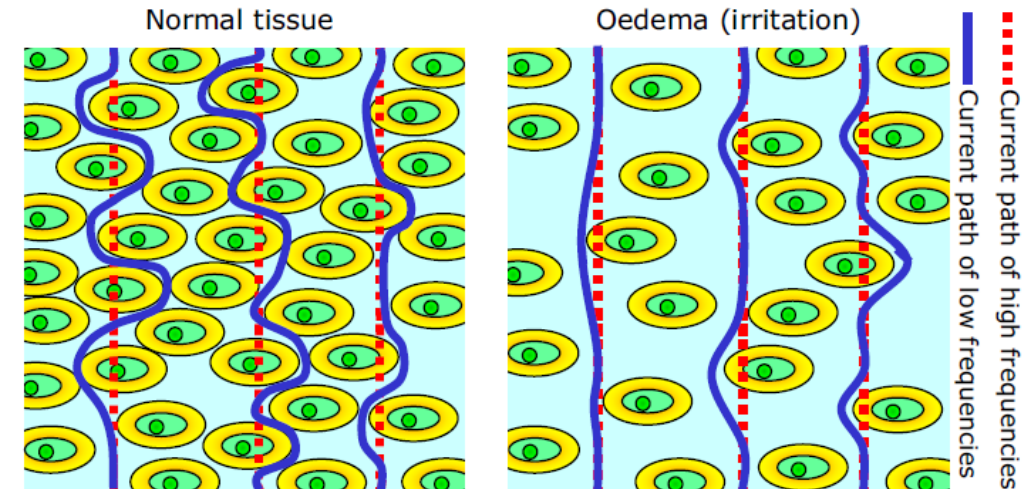 Normal tissue
Oedema (irritation)
Current path of high frequencies
Current path of low frequencies